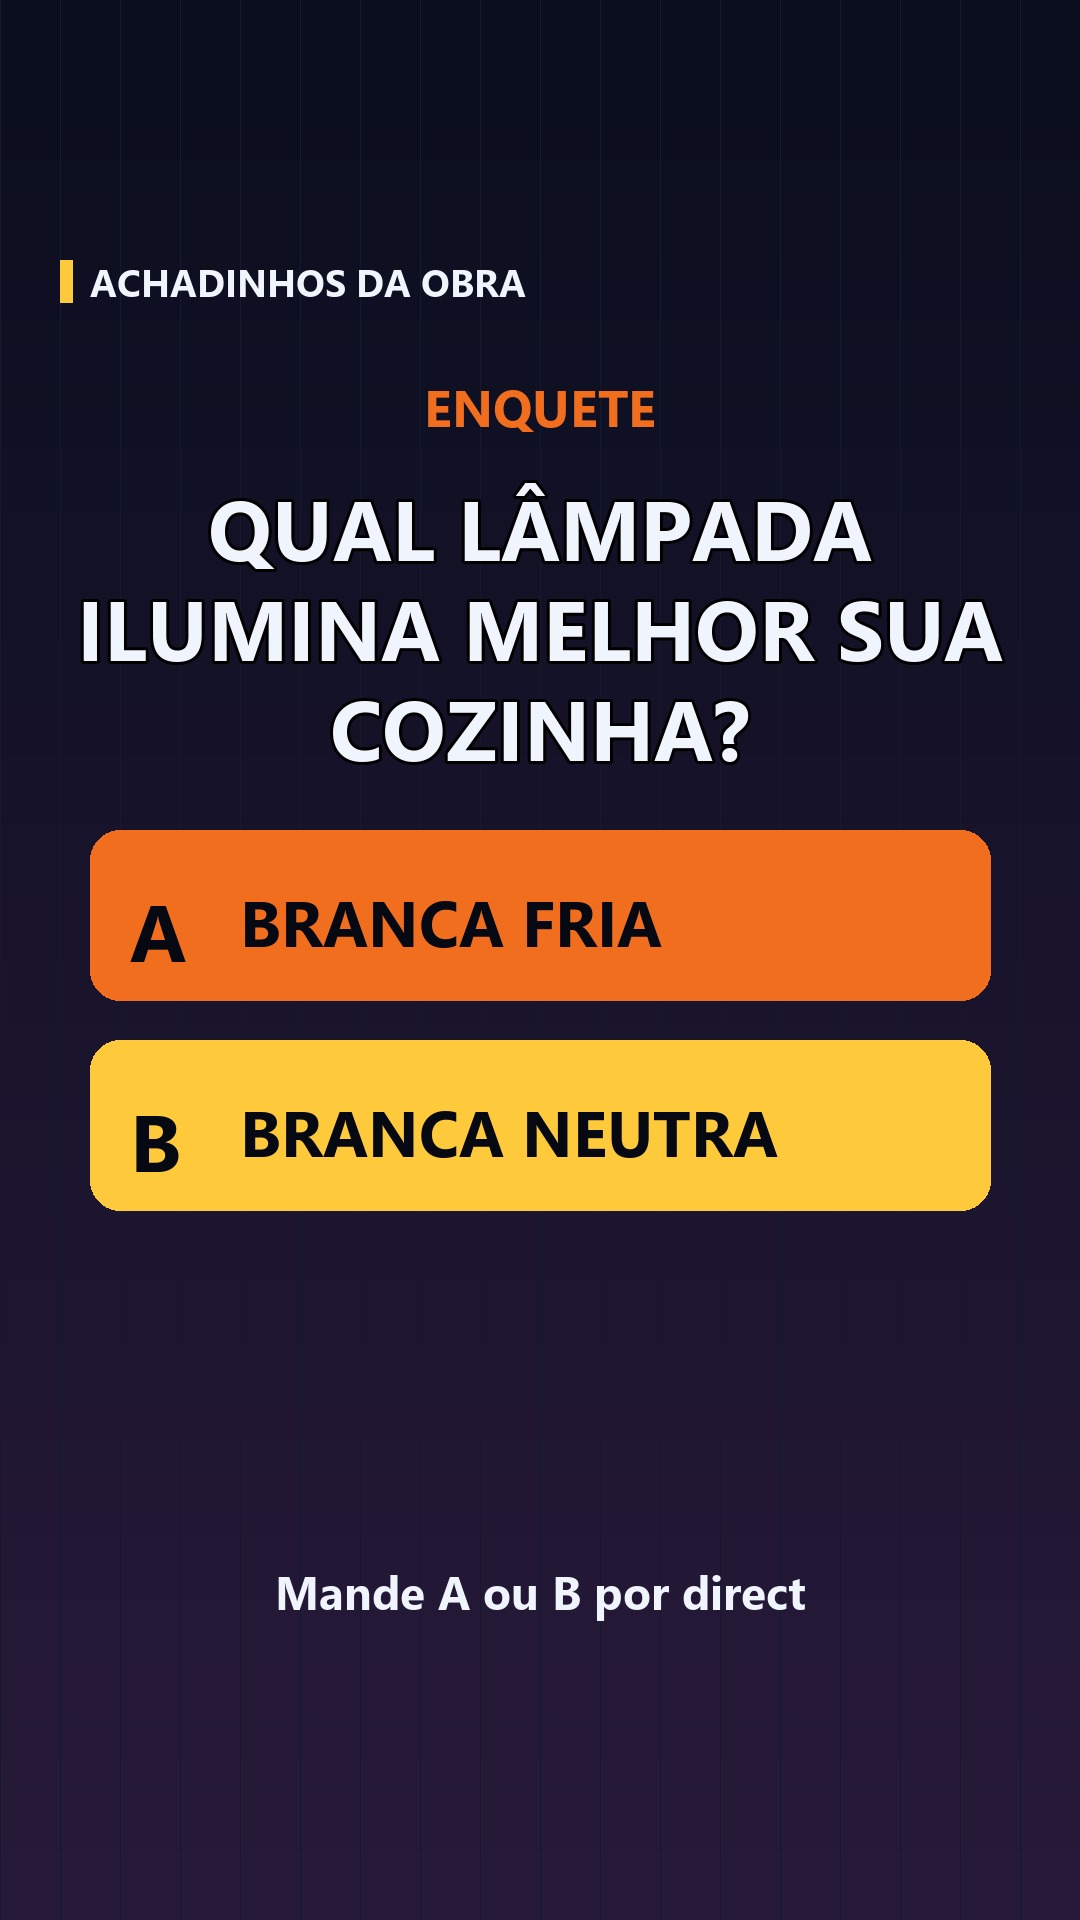 ACHADINHOS DA OBRA
ENQUETE
QUAL LÂMPADA
ILUMINA MELHOR SUA
COZINHA?
A BRANCA FRIA
B BRANCA NEUTRA
Mande A ou B por direct